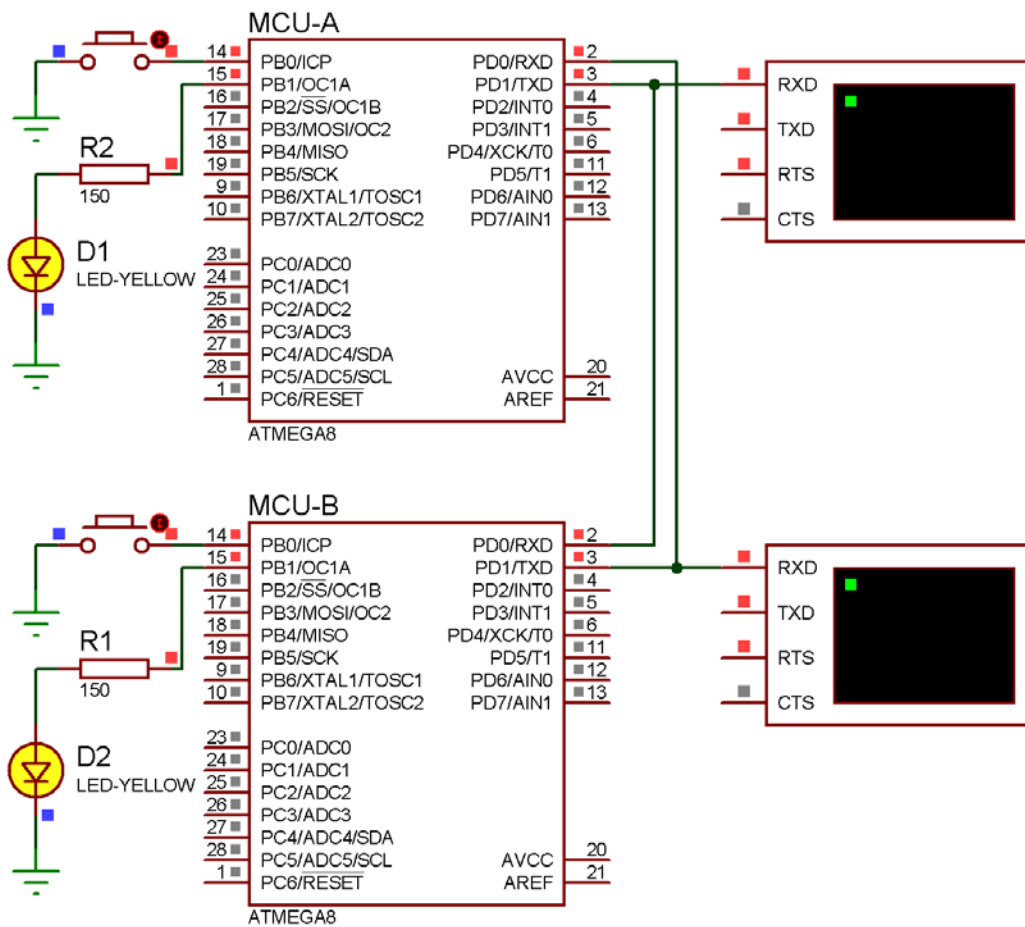 MCU-A
14 PB0/ICP PD0/RXD 2
15 PB1/OC1A PD1/TXD 3 RXD
16 PB2/SS/OC1B PD2/INT0 4
17 PB3/MOSI/OC2 PD3/INT1 5 TXD
R2 18 PB4/MISO PD4/XCK/T0 6
19 PB5/SCK PD5/T1 11 RTS
150 9 PB6/XTAL1/TOSC1 PD6/AIN0 12
10 PB7/XTAL2/TOSC2 PD7/AIN1 13 CTS
D1
23 PC0/ADC0
LED-YELLOW 24 PC1/ADC1
25 PC2/ADC2
26 PC3/ADC3
27 PC4/ADC4/SDA
28 PC5/ADC5/SCL AVCC 20
1 PC6/RESET AREF 21
ATMEGA8
MCU-B
14 PB0/ICP PD0/RXD 2
15 PB1/OC1A PD1/TXD 3 RXD
16 PB2/SS/OC1B PD2/INT0 4
17 PB3/MOSI/OC2 PD3/INT1 5 TXD
R1 18 PB4/MISO PD4/XCK/T0 6
19 PB5/SCK PD5/T1 11 RTS
150 9 PB6/XTAL1/TOSC1 PD6/AIN0 12
10 PB7/XTAL2/TOSC2 PD7/AIN1 13 CTS
D2 23 PC0/ADC0
24 PC1/ADC1
LED-YELLOW 25 PC2/ADC2
26 PC3/ADC3
27 PC4/ADC4/SDA
28 PC5/ADC5/SCL AVCC 20
1 PC6/RESET AREF 21
ATMEGA8